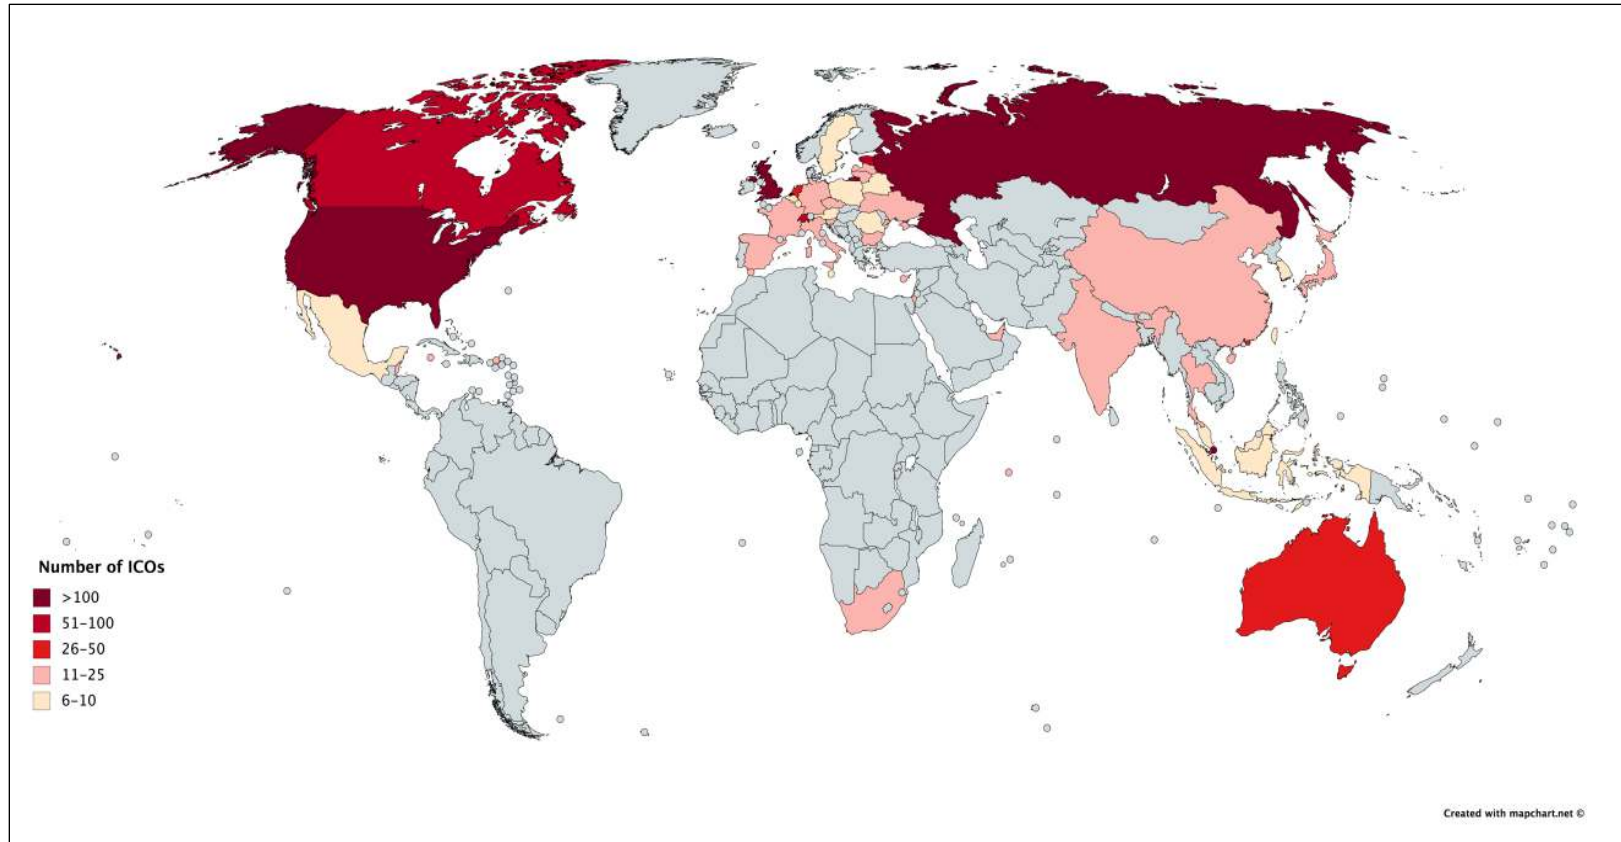 Number of ICOs
>100
51–100
26–50
11–25
6–10
Created with mapchart.net ©